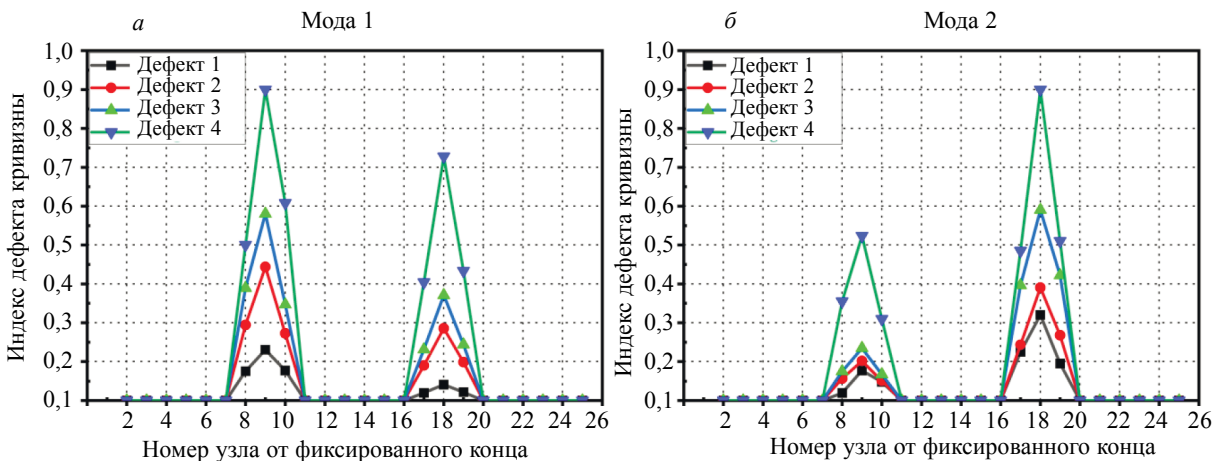 а Мода 1
1,0
0,9
0,8
0,7
0,6
0,5
0,4
0,3
0,2
0,1
Индекс дефекта кривизны
Дефект 1
Дефект 2
Дефект 3
Дефект 4
2 4 6 8 10 12 14 16 18 20 22 24 26
Номер узла от фиксированного конца
б Мода 2
1,0
0,9
0,8
0,7
0,6
0,5
0,4
0,3
0,2
0,1
Индекс дефекта кривизны
Дефект 1
Дефект 2
Дефект 3
Дефект 4
2 4 6 8 10 12 14 16 18 20 22 24 26
Номер узла от фиксированного конца